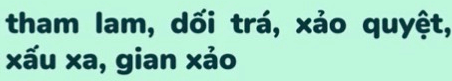 tham lam, dối trá, xảo quyệt,
xấu xa, gian xảo